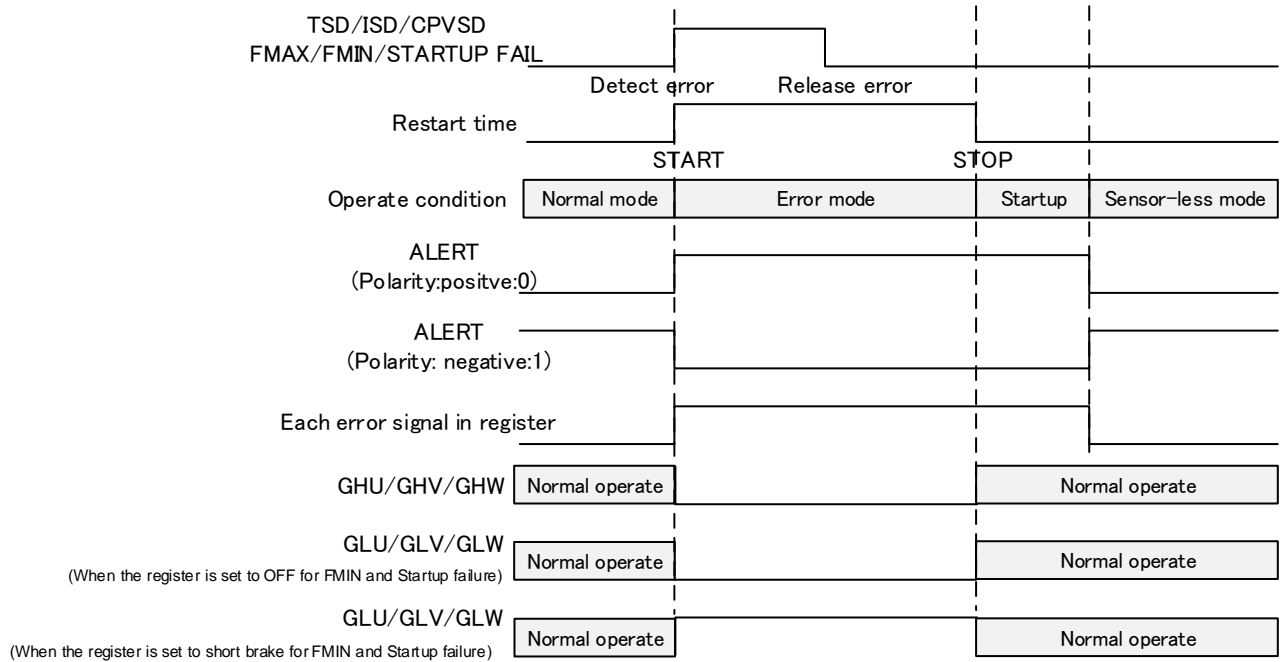 TSD/ISD/CPVSD
FMAX/FMIN/STARTUP FAIL
Detect error Release error
Restart time
START STOP
Operate condition Normal mode Error mode Startup Sensor-less mode
ALERT
(Polarity:positve:0)
ALERT
(Polarity: negative:1)
Each error signal in register
GHU/GHV/GHW Normal operate Normal operate
GLU/GLV/GLW
(When the register is set to OFF for FMIN and Startup failure) Normal operate Normal operate
GLU/GLV/GLW
(When the register is set to short brake for FMIN and Startup failure) Normal operate Normal operate